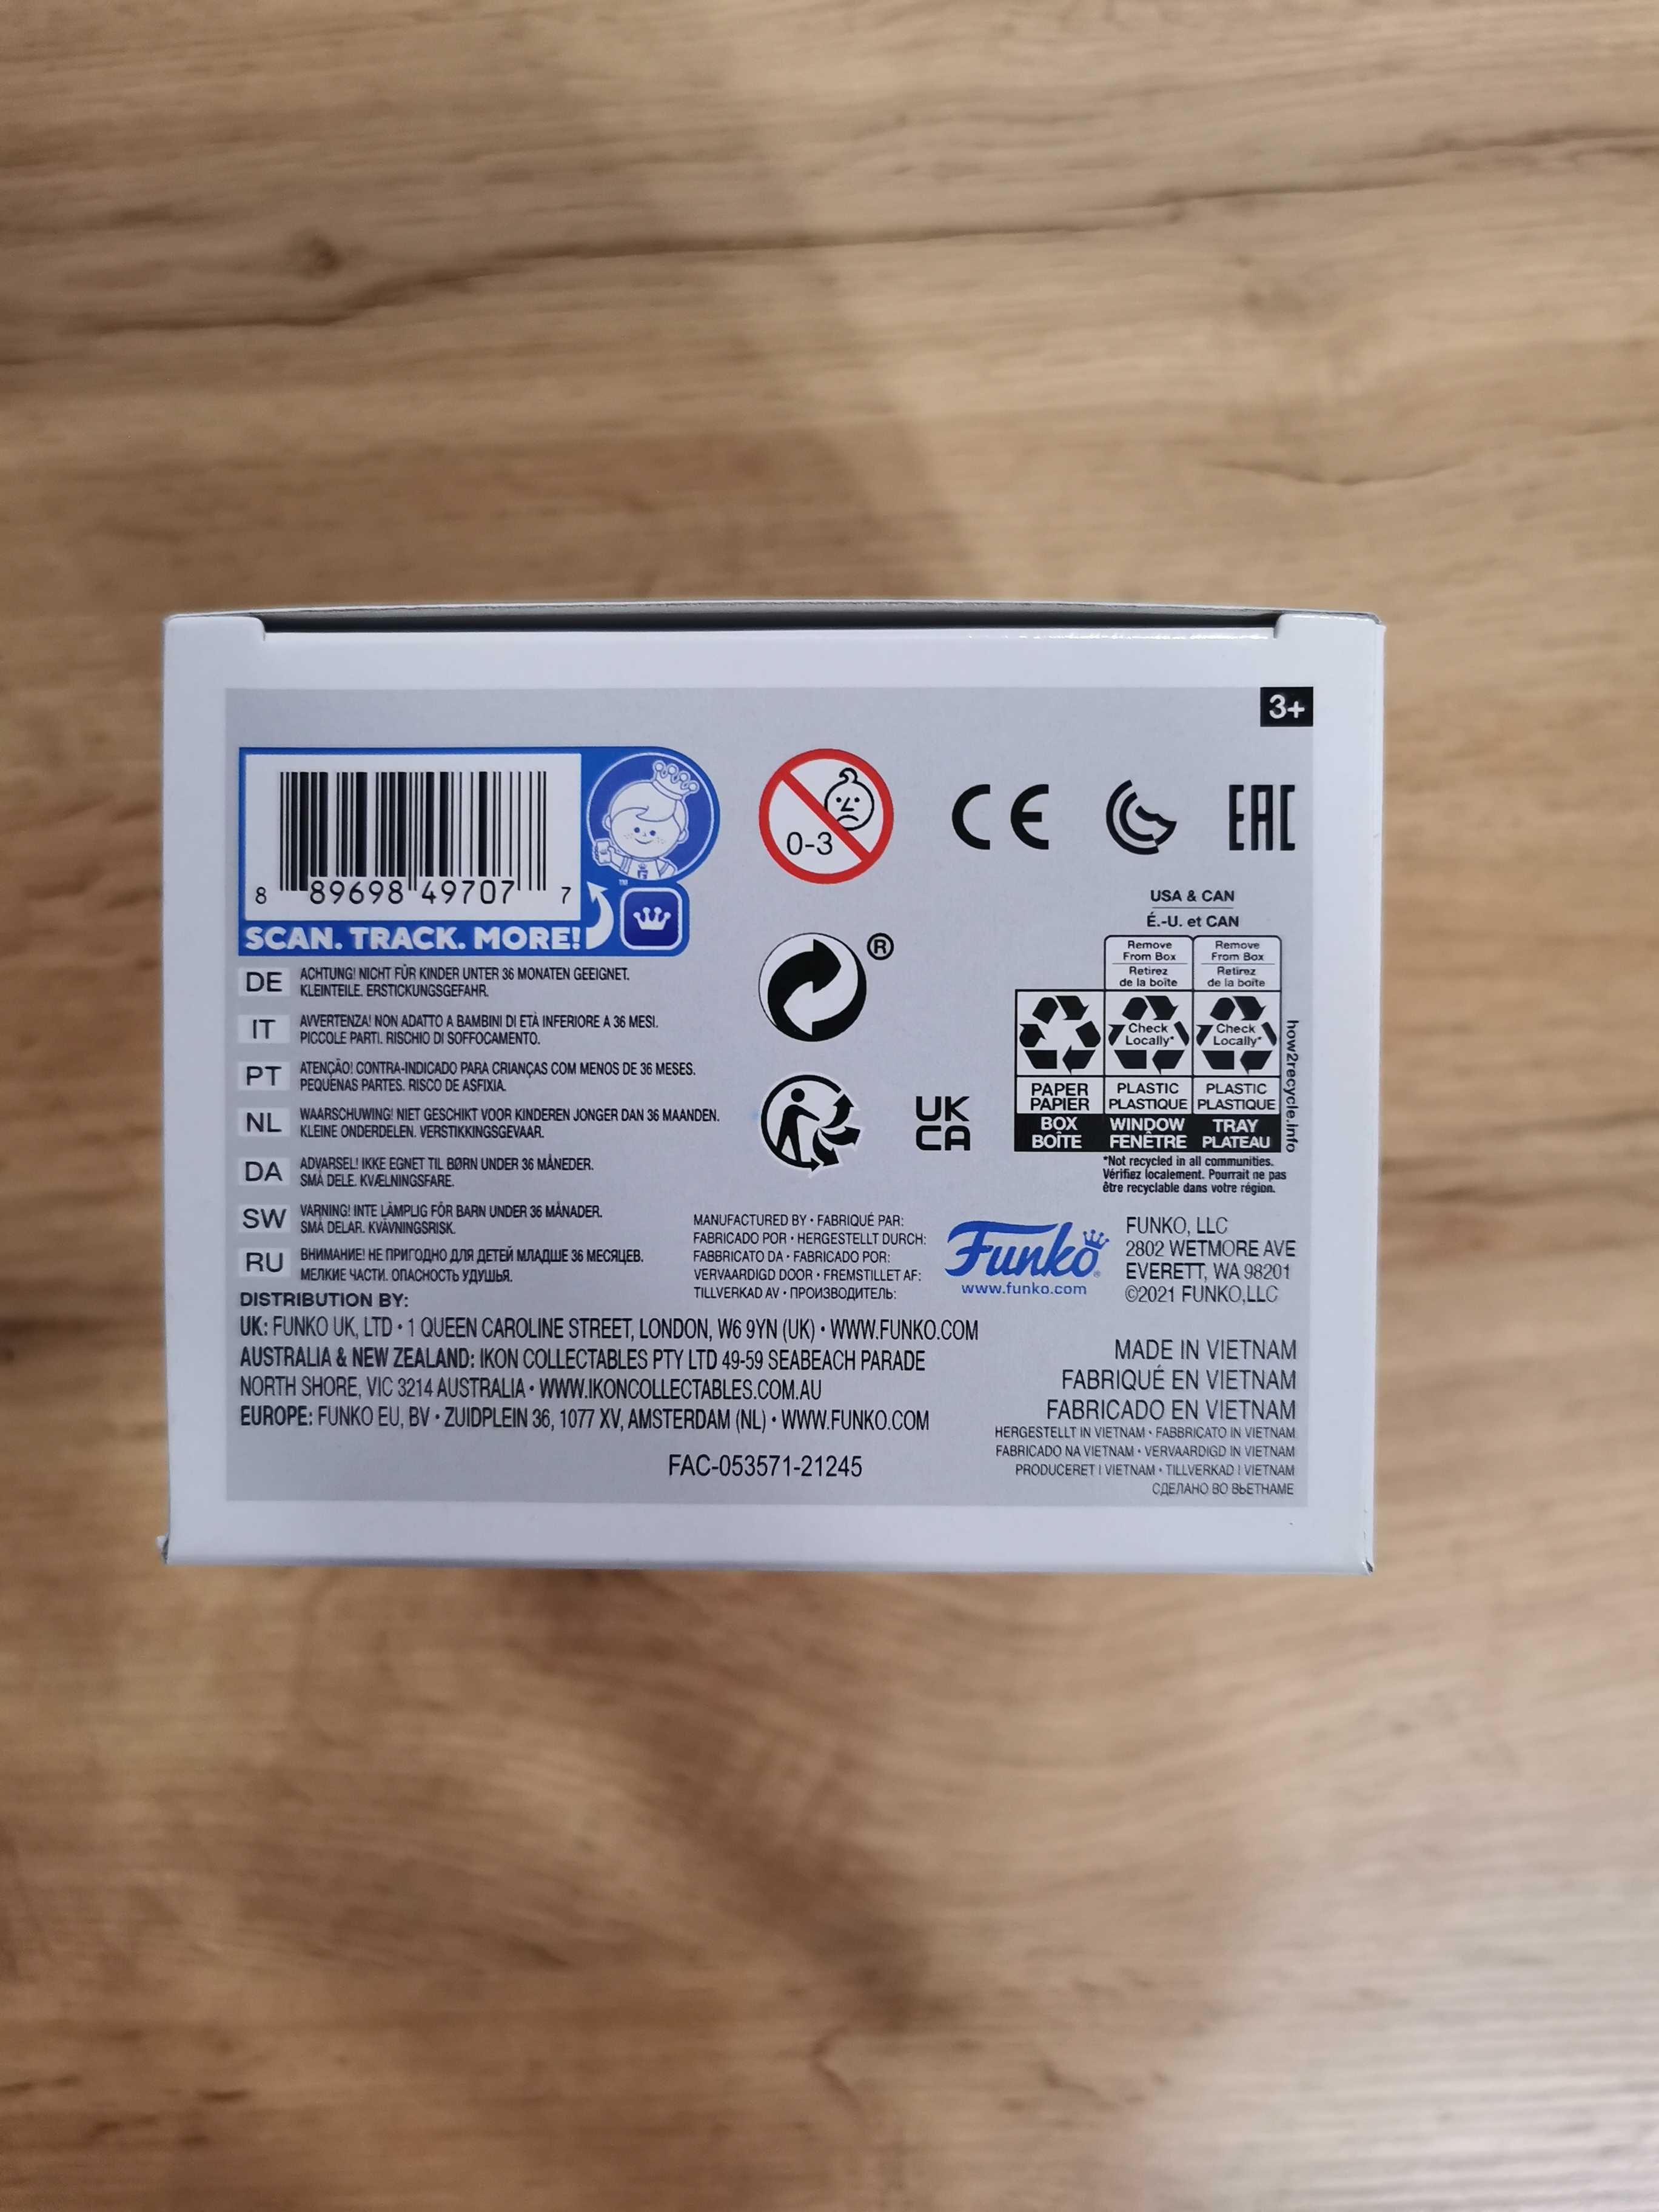 3+
8 89698 49707 7
SCAN. TRACK. MORE!
™
0-3
CE
EAC
®
UK
CA
USA & CAN
É.-U. et CAN
Remove
From Box
Retirez
de la boîte
Remove
From Box
Retirez
de la boîte
Check
Locally*
Check
Locally*
PAPER
PAPIER
PLASTIC
PLASTIQUE
PLASTIC
PLASTIQUE
BOX
BOÎTE
WINDOW
FENÊTRE
TRAY
PLATEAU
how2recycle.info
*Not recycled in all communities.
Vérifiez localement. Pourrait ne pas
être recyclable dans votre région.
DE ACHTUNG! NICHT FÜR KINDER UNTER 36 MONATEN GEEIGNET.
KLEINTEILE. ERSTICKUNGSGEFAHR.
IT AVVERTENZA! NON ADATTO A BAMBINI DI ETÀ INFERIORE A 36 MESI.
PICCOLE PARTI. RISCHIO DI SOFFOCAMENTO.
PT ATENÇÃO! CONTRA-INDICADO PARA CRIANÇAS COM MENOS DE 36 MESES.
PEQUENAS PARTES. RISCO DE ASFIXIA.
NL WAARSCHUWING! NIET GESCHIKT VOOR KINDEREN JONGER DAN 36 MAANDEN.
KLEINE ONDERDELEN. VERSTIKKINGSGEVAAR.
DA ADVARSEL! IKKE EGNET TIL BØRN UNDER 36 MÅNEDER.
SMÅ DELE. KVÆLNINGSFARE.
SW VARNING! INTE LÄMPLIG FÖR BARN UNDER 36 MÅNADER.
SMÅ DELAR. KVÄVNINGSRISK.
RU ВНИМАНИЕ! НЕ ПРИГОДНО ДЛЯ ДЕТЕЙ МЛАДШЕ 36 МЕСЯЦЕВ.
МЕЛКИЕ ЧАСТИ. ОПАСНОСТЬ УДУШЬЯ.
MANUFACTURED BY • FABRIQUÉ PAR:
FABRICADO POR • HERGESTELLT DURCH:
FABBRICATO DA • FABRICADO POR:
VERVAARDIGD DOOR • FREMSTILLET AF:
TILLVERKAD AV • ПРОИЗВОДИТЕЛЬ:
Funko®
www.funko.com
FUNKO, LLC
2802 WETMORE AVE
EVERETT, WA 98201
©2021 FUNKO,LLC
DISTRIBUTION BY:
UK: FUNKO UK, LTD • 1 QUEEN CAROLINE STREET, LONDON, W6 9YN (UK) • WWW.FUNKO.COM
AUSTRALIA & NEW ZEALAND: IKON COLLECTABLES PTY LTD 49-59 SEABEACH PARADE
NORTH SHORE, VIC 3214 AUSTRALIA • WWW.IKONCOLLECTABLES.COM.AU
EUROPE: FUNKO EU, BV • ZUIDPLEIN 36, 1077 XV, AMSTERDAM (NL) • WWW.FUNKO.COM
FAC-053571-21245
MADE IN VIETNAM
FABRIQUÉ EN VIETNAM
FABRICADO EN VIETNAM
HERGESTELLT IN VIETNAM • FABBRICATO IN VIETNAM
FABRICADO NA VIETNAM • VERVAARDIGD IN VIETNAM
PRODUCERET I VIETNAM • TILLVERKAD I VIETNAM
СДЕЛАНО ВО ВЬЕТНАМЕ